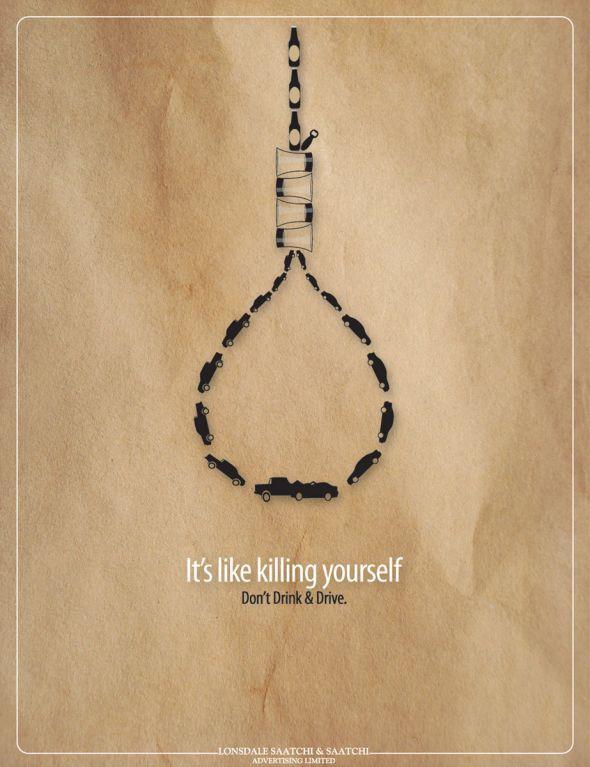 It's like killing yourself
Don't Drink & Drive.
LONSDALE SAATCHI & SAATCHI
ADVERTISING LIMITED